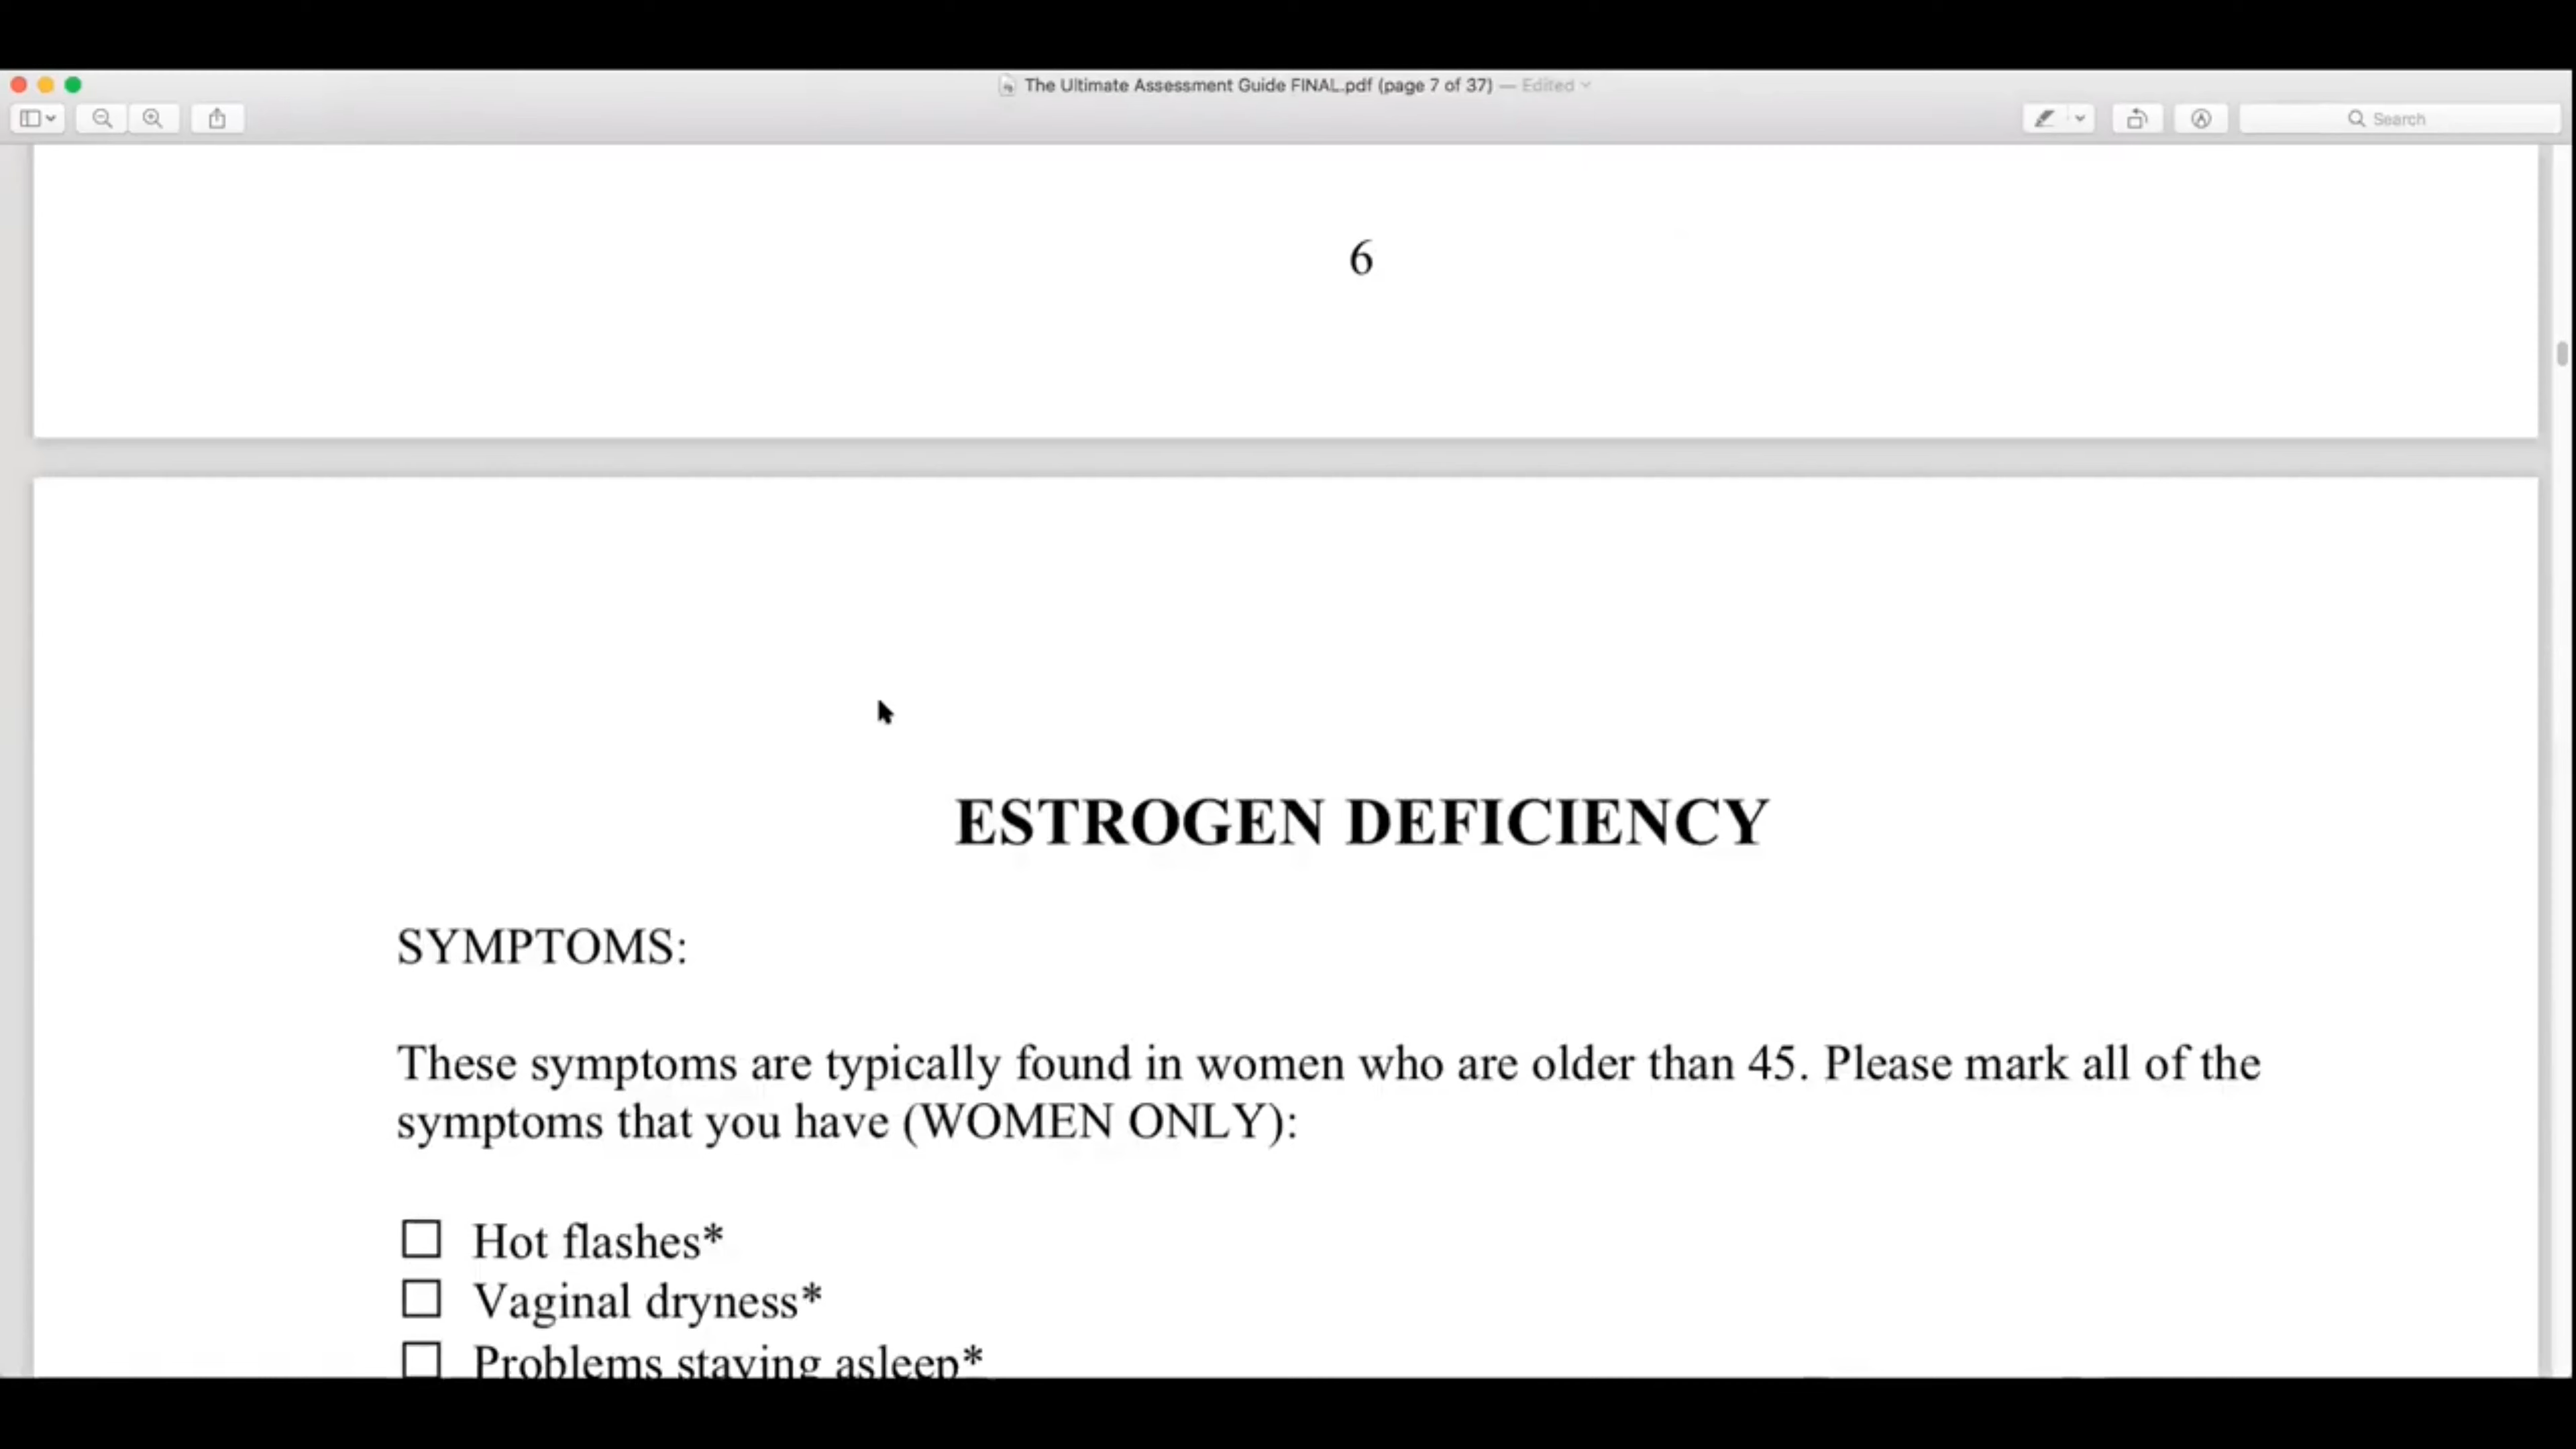 The Ultimate Assessment Guide FINAL.pdf (page 7 of 37) — Edited
Search
6
ESTROGEN DEFICIENCY
SYMPTOMS:
These symptoms are typically found in women who are older than 45. Please mark all of the
symptoms that you have (WOMEN ONLY):
Hot flashes*
Vaginal dryness*
Problems staying asleep*